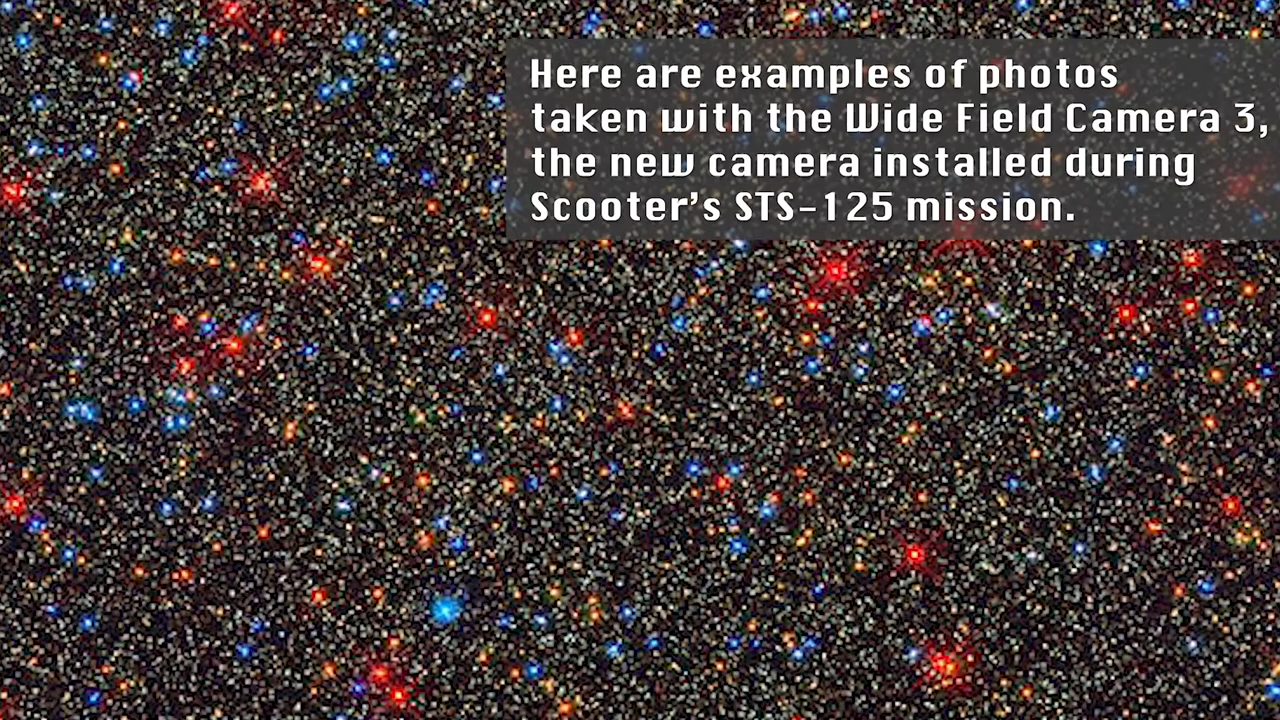 Here are examples of photos
taken with the Wide Field Camera 3,
the new camera installed during
Scooter’s STS-125 mission.